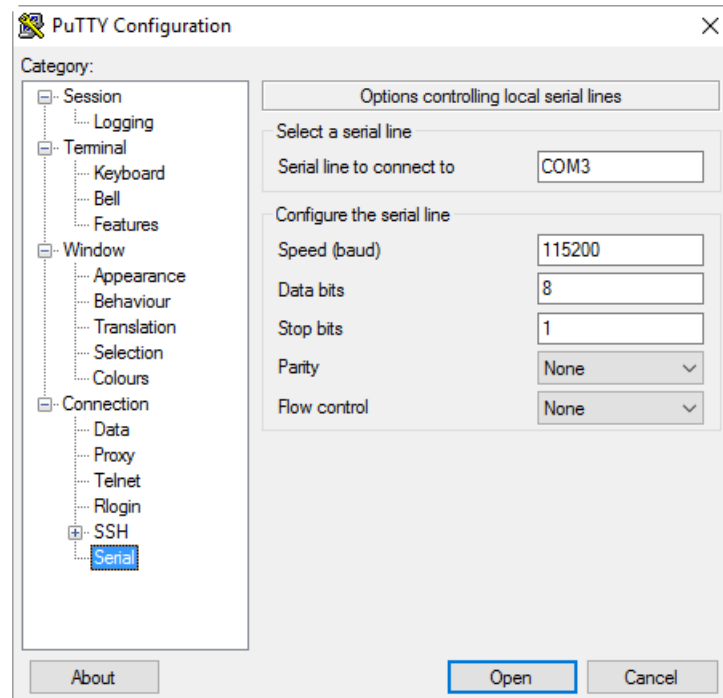 PuTTY Configuration
Category:
Session
Logging
Terminal
Keyboard
Bell
Features
Window
Appearance
Behaviour
Translation
Selection
Colours
Connection
Data
Proxy
Telnet
Rlogin
SSH
Serial
Options controlling local serial lines
Select a serial line
Serial line to connect to COM3
Configure the serial line
Speed (baud) 115200
Data bits 8
Stop bits 1
Parity None
Flow control None
About Open Cancel